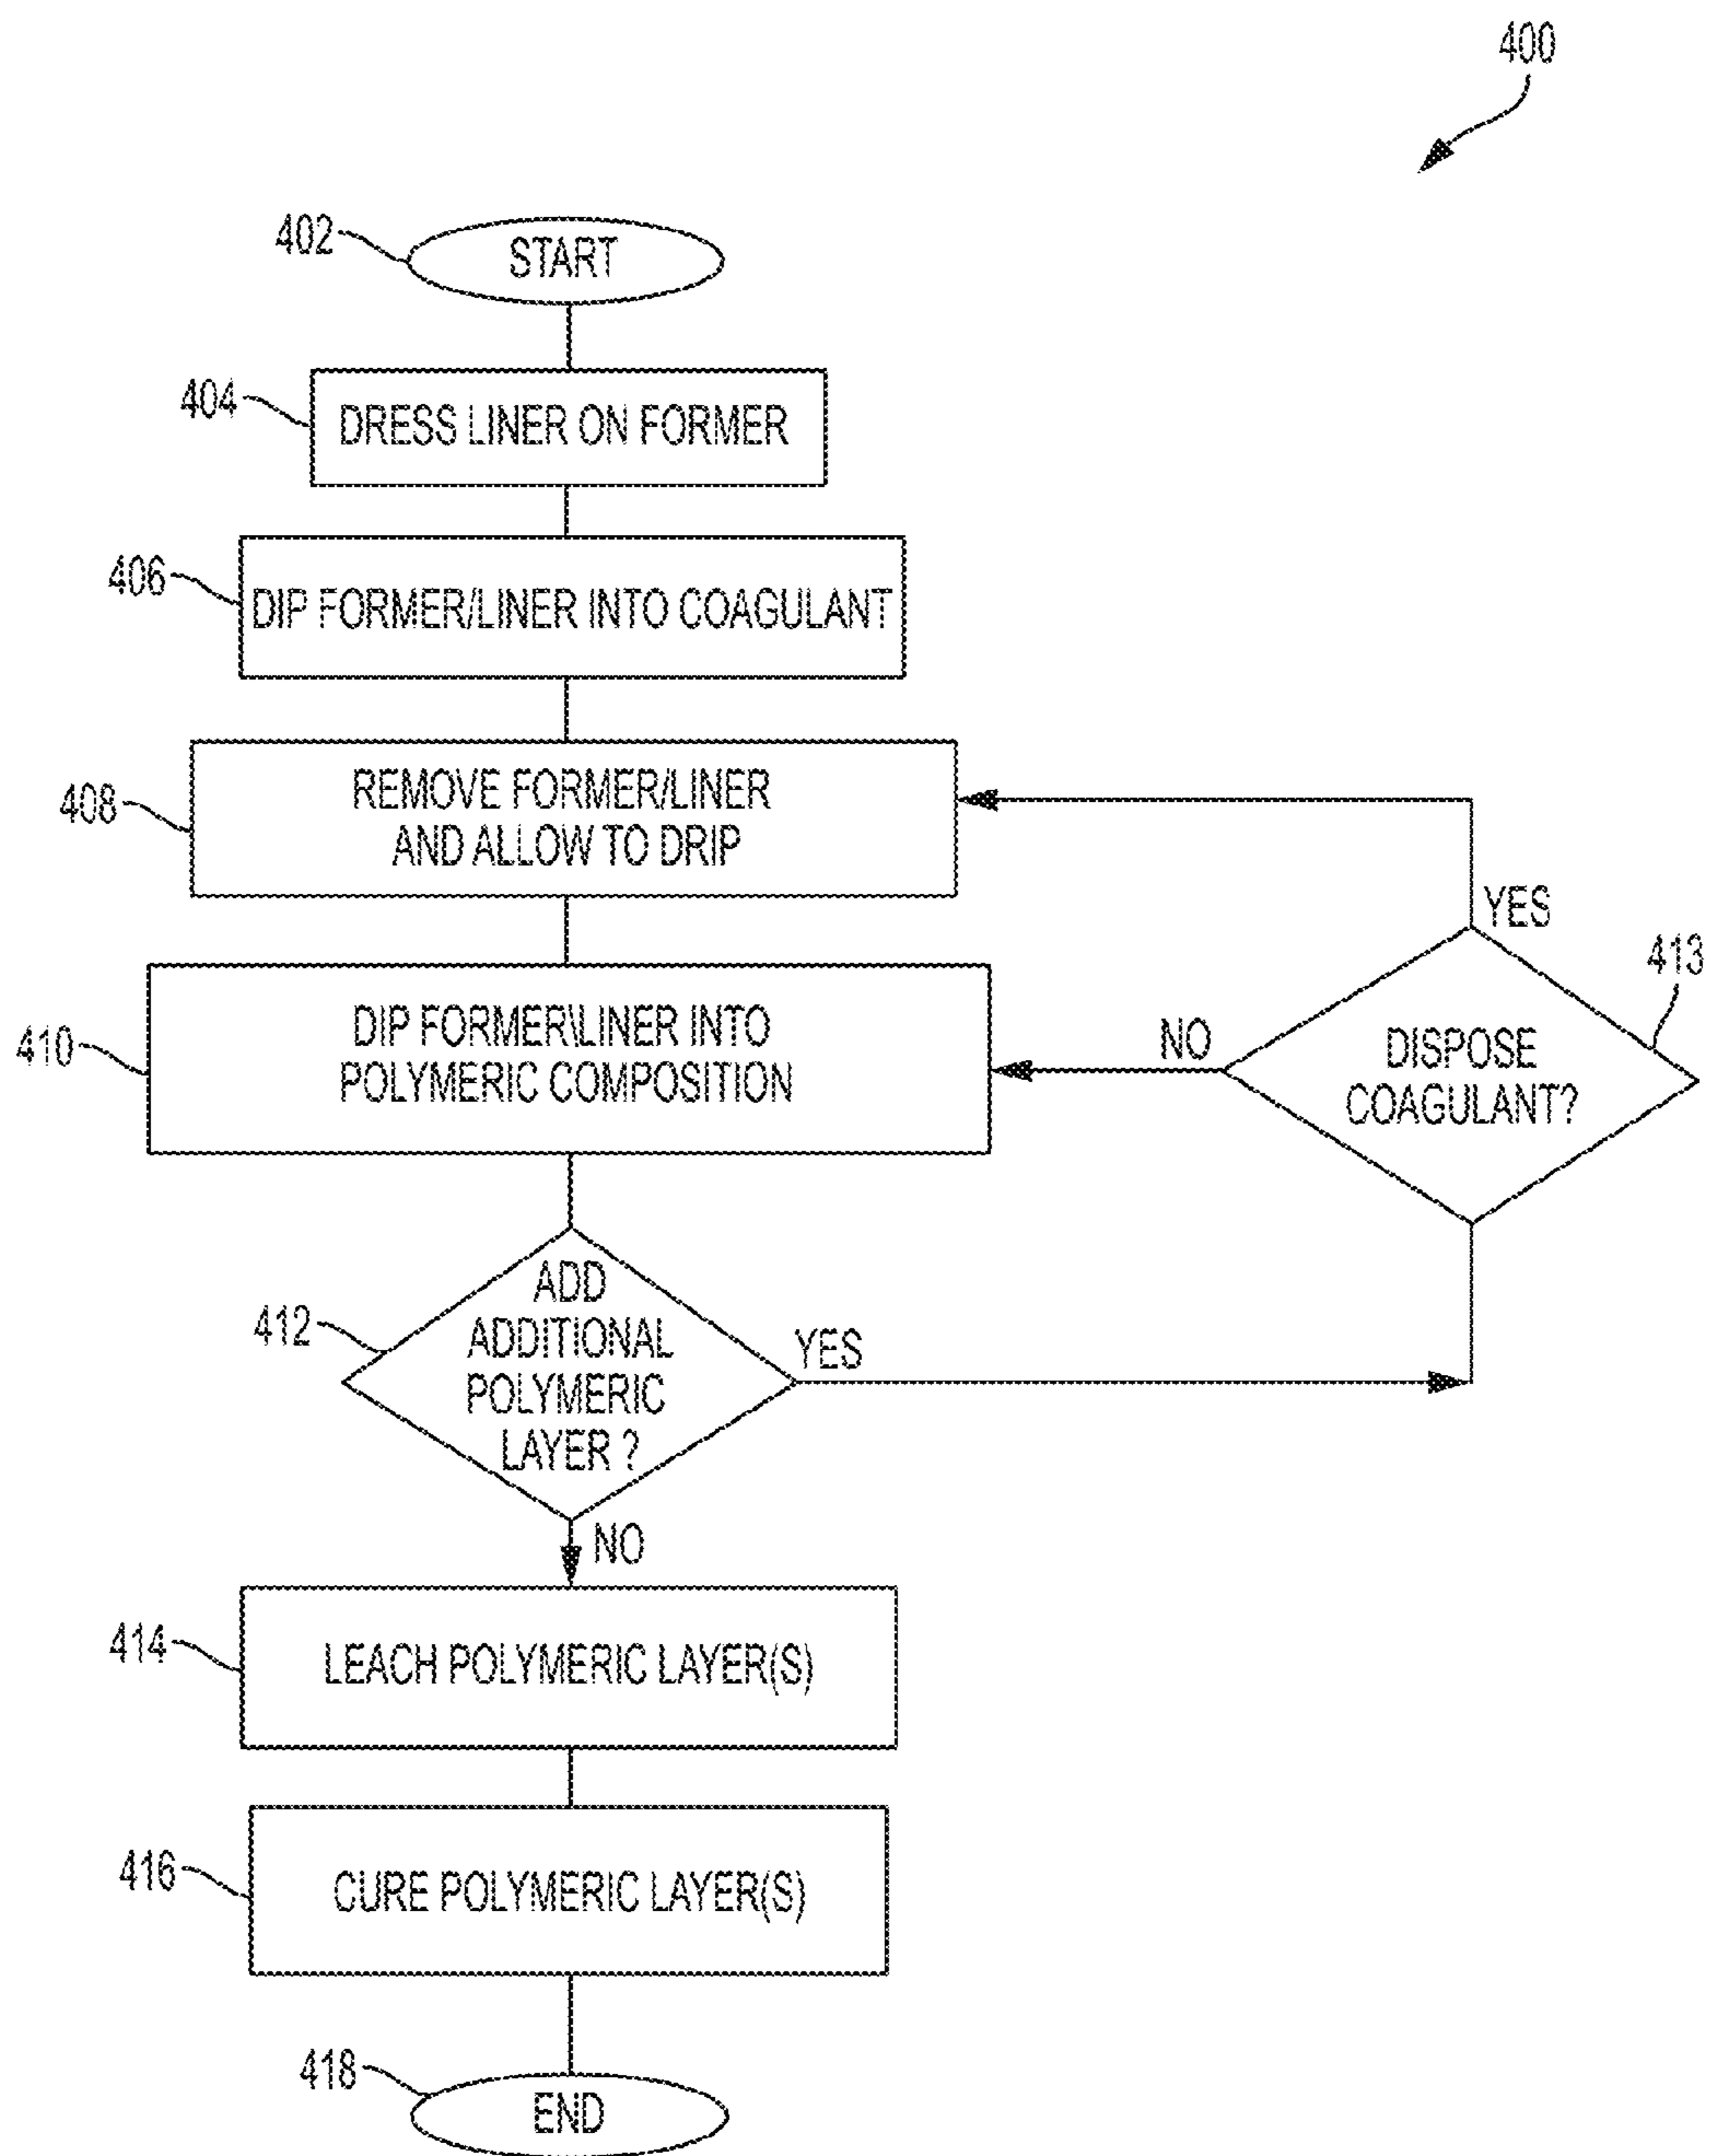 400
402
START
404
DRESS LINER ON FORMER
406
DIP FORMER/LINER INTO COAGULANT
408
REMOVE FORMER/LINER
AND ALLOW TO DRIP
YES
413
410
DIP FORMER\LINER INTO
POLYMERIC COMPOSITION
NO
DISPOSE
COAGULANT?
412
ADD
ADDITIONAL
POLYMERIC
LAYER ?
YES
NO
414
LEACH POLYMERIC LAYER(S)
416
CURE POLYMERIC LAYER(S)
418
END